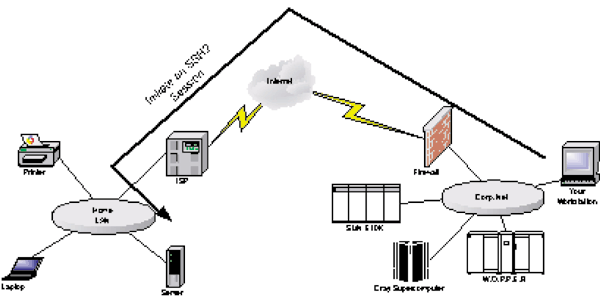 Initiate an SSH2
Session
Internet
Printer
ISP
Firewall
Your
Workstation
Home
LAN
Corp.Net
SUN E10K
Laptop
Server
Cray Supercomputer
W.O.P.P.E.R